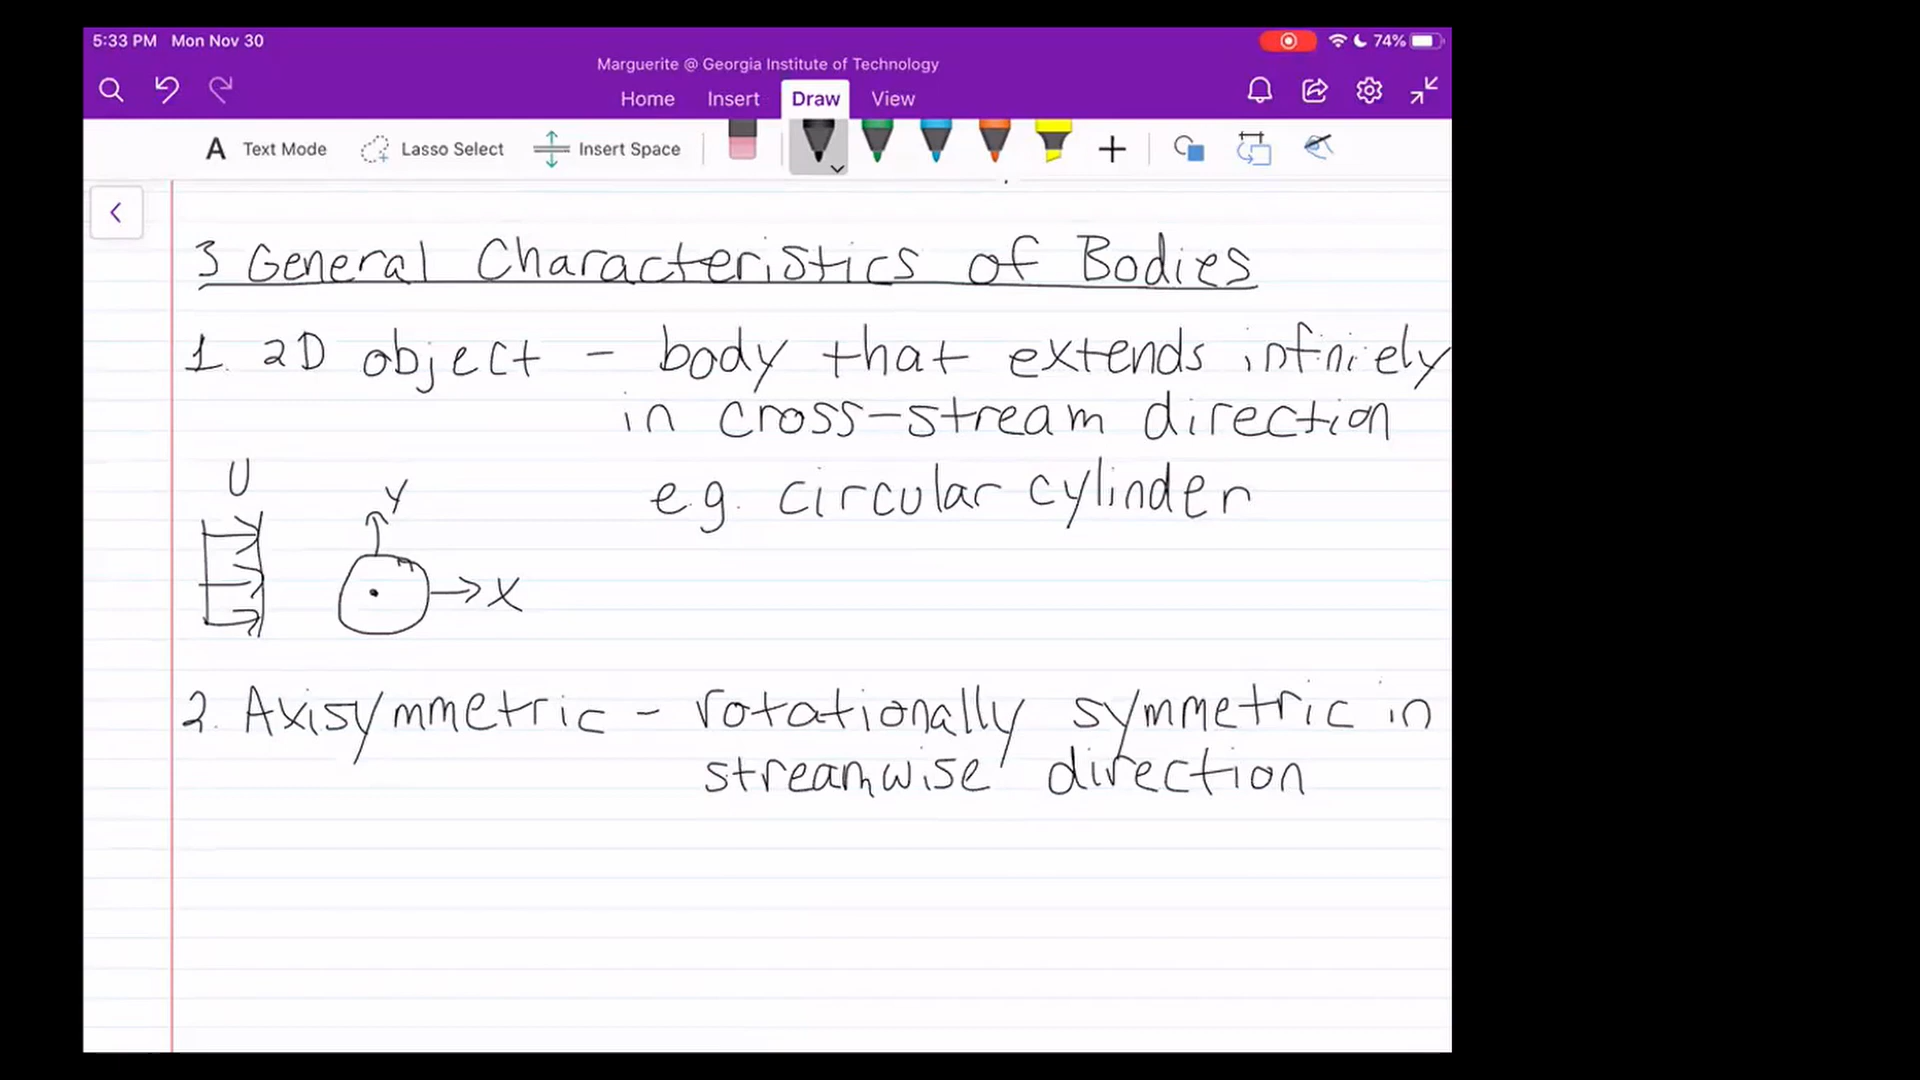 5:33 PM Mon Nov 30
74%
Marguerite @ Georgia Institute of Technology
Home Insert Draw View
A Text Mode Lasso Select Insert Space
3 General Characteristics of Bodies
1. 2D object - body that extends infiniely
in cross-stream direction
e.g. circular cylinder
U
Y
X
2. Axisymmetric - rotationally symmetric in
streamwise direction